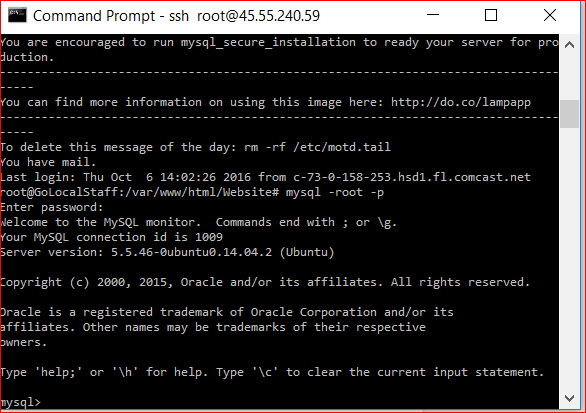 Command Prompt - ssh  root@45.55.240.59
You are encouraged to run mysql_secure_installation to ready your server for pro
duction.
--------------------------------------------------------------------------------
-----
You can find more information on using this image here: http://do.co/lampapp
--------------------------------------------------------------------------------
-----
To delete this message of the day: rm -rf /etc/motd.tail
You have mail.
Last login: Thu Oct  6 14:02:26 2016 from c-73-0-158-253.hsd1.fl.comcast.net
root@GoLocalStaff:/var/www/html/Website# mysql -root -p
Enter password:
Welcome to the MySQL monitor.  Commands end with ; or \g.
Your MySQL connection id is 1009
Server version: 5.5.46-0ubuntu0.14.04.2 (Ubuntu)
Copyright (c) 2000, 2015, Oracle and/or its affiliates. All rights reserved.
Oracle is a registered trademark of Oracle Corporation and/or its
affiliates. Other names may be trademarks of their respective
owners.
Type 'help;' or '\h' for help. Type '\c' to clear the current input statement.
mysql>